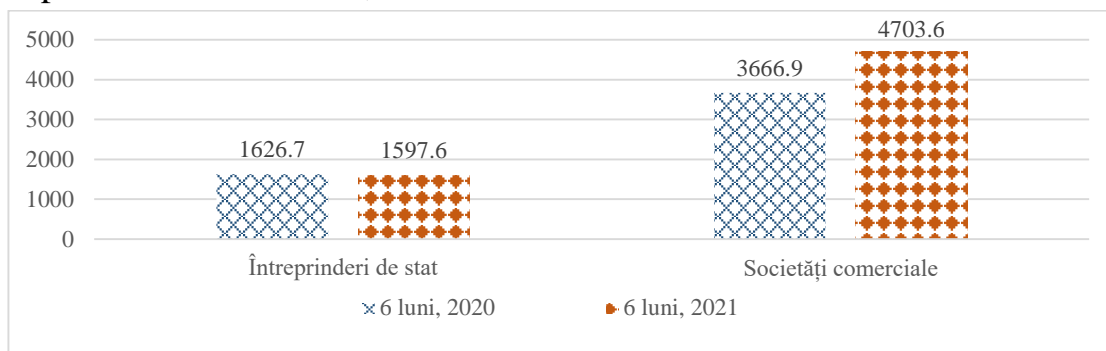 5000
4000
3000
2000
1000
0
1626.7
1597.6
3666.9
4703.6
Întreprinderi de stat
Societăți comerciale
6 luni, 2020
6 luni, 2021